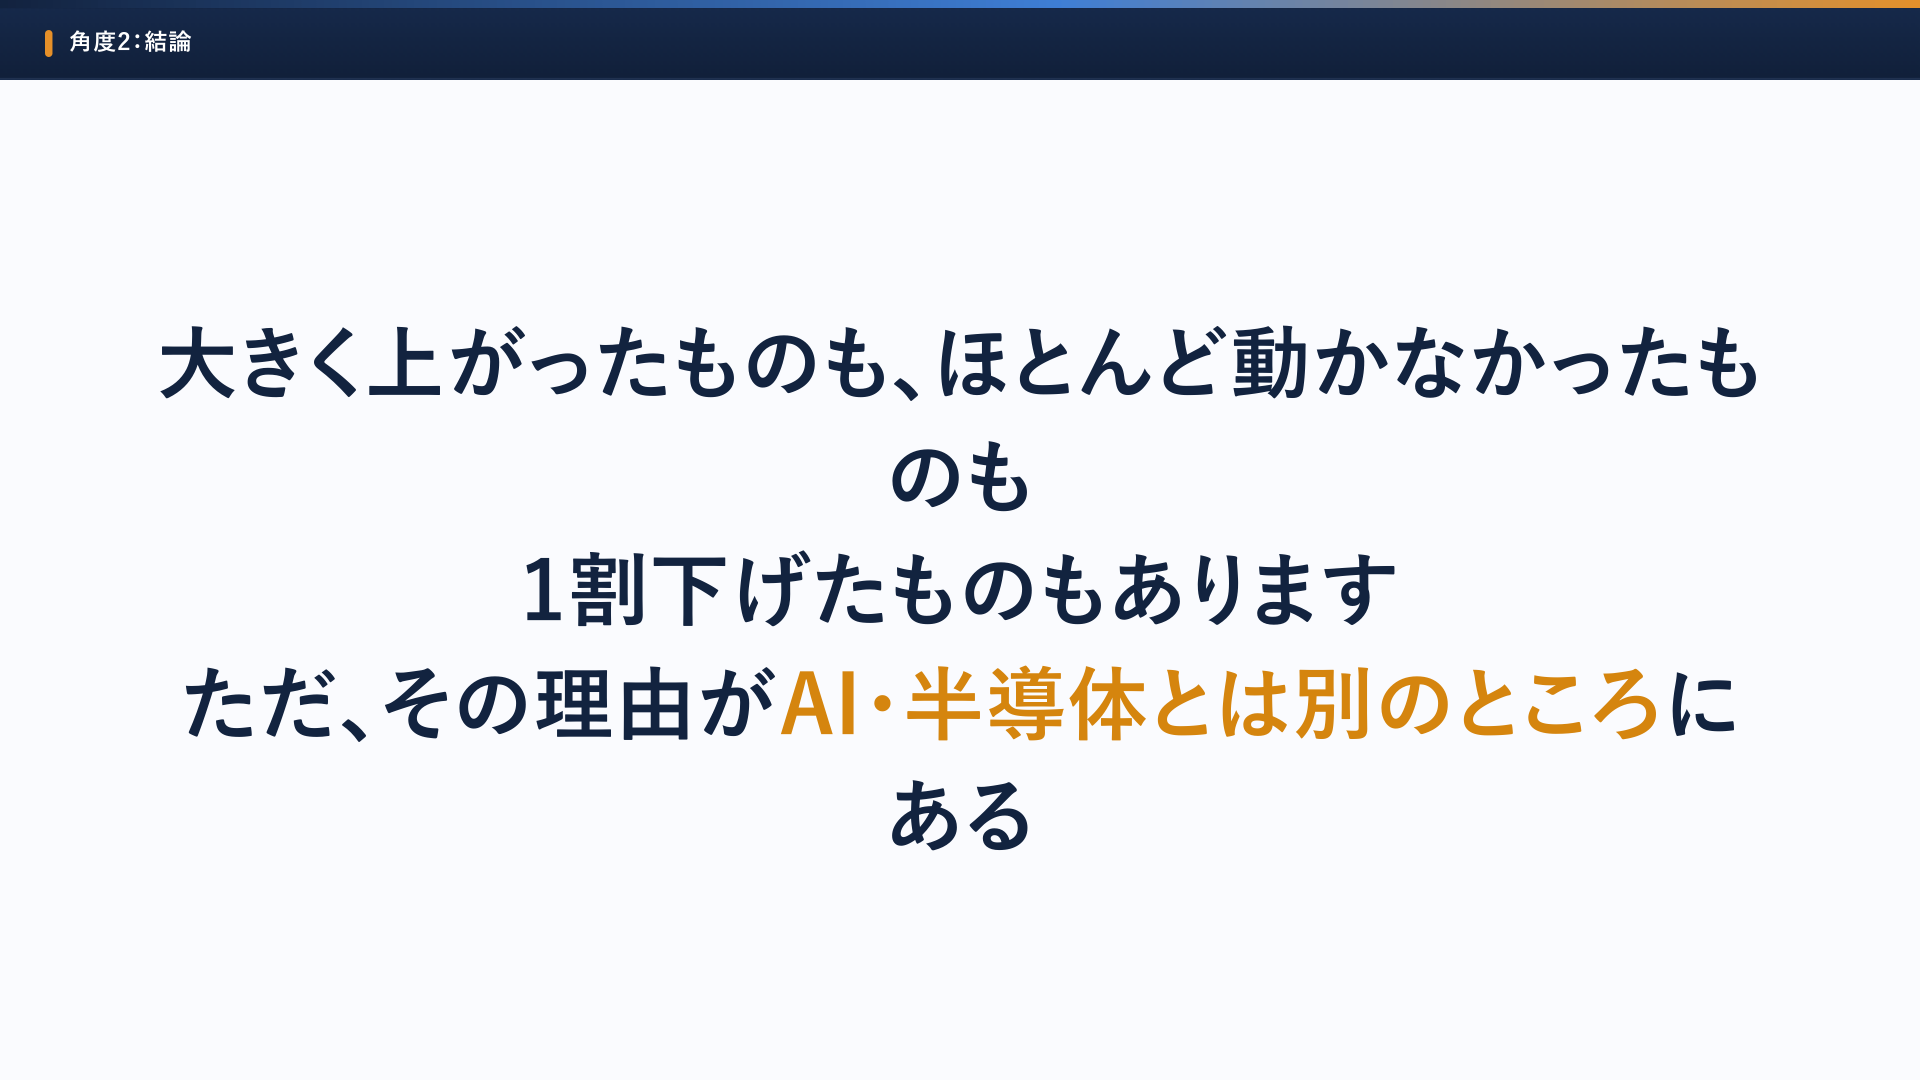 角度2：結論
大きく上がったものも、ほとんど動かなかったも
のも
1割下げたものもあります
ただ、その理由がAI・半導体とは別のところに
ある